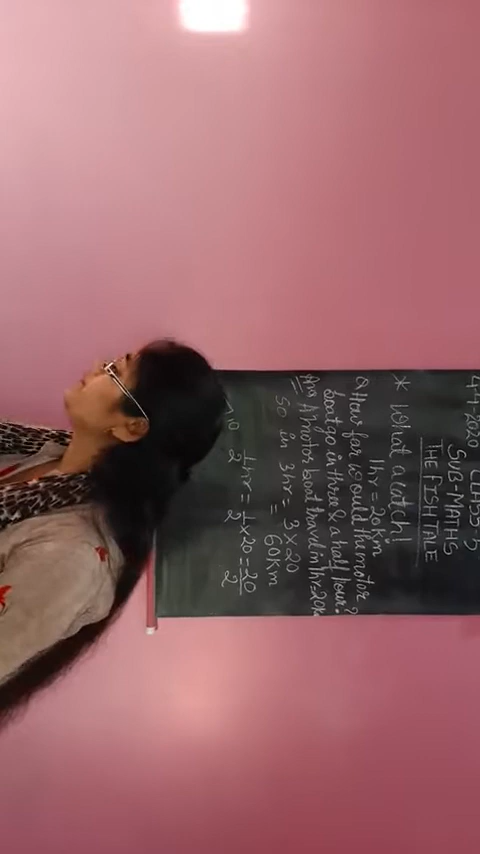 4-4-2020 CLASS 5
SUB-MATHS
THE FISH TALE
* What a catch!
1hr = 20km
Q How far would the motor
boat go in three & a half hour?
Ans A motor boat travel in 1hr=20k
So in 3hr = 3×20
= 60Km
1/2 hr = 1/2 × 20 = 20/2